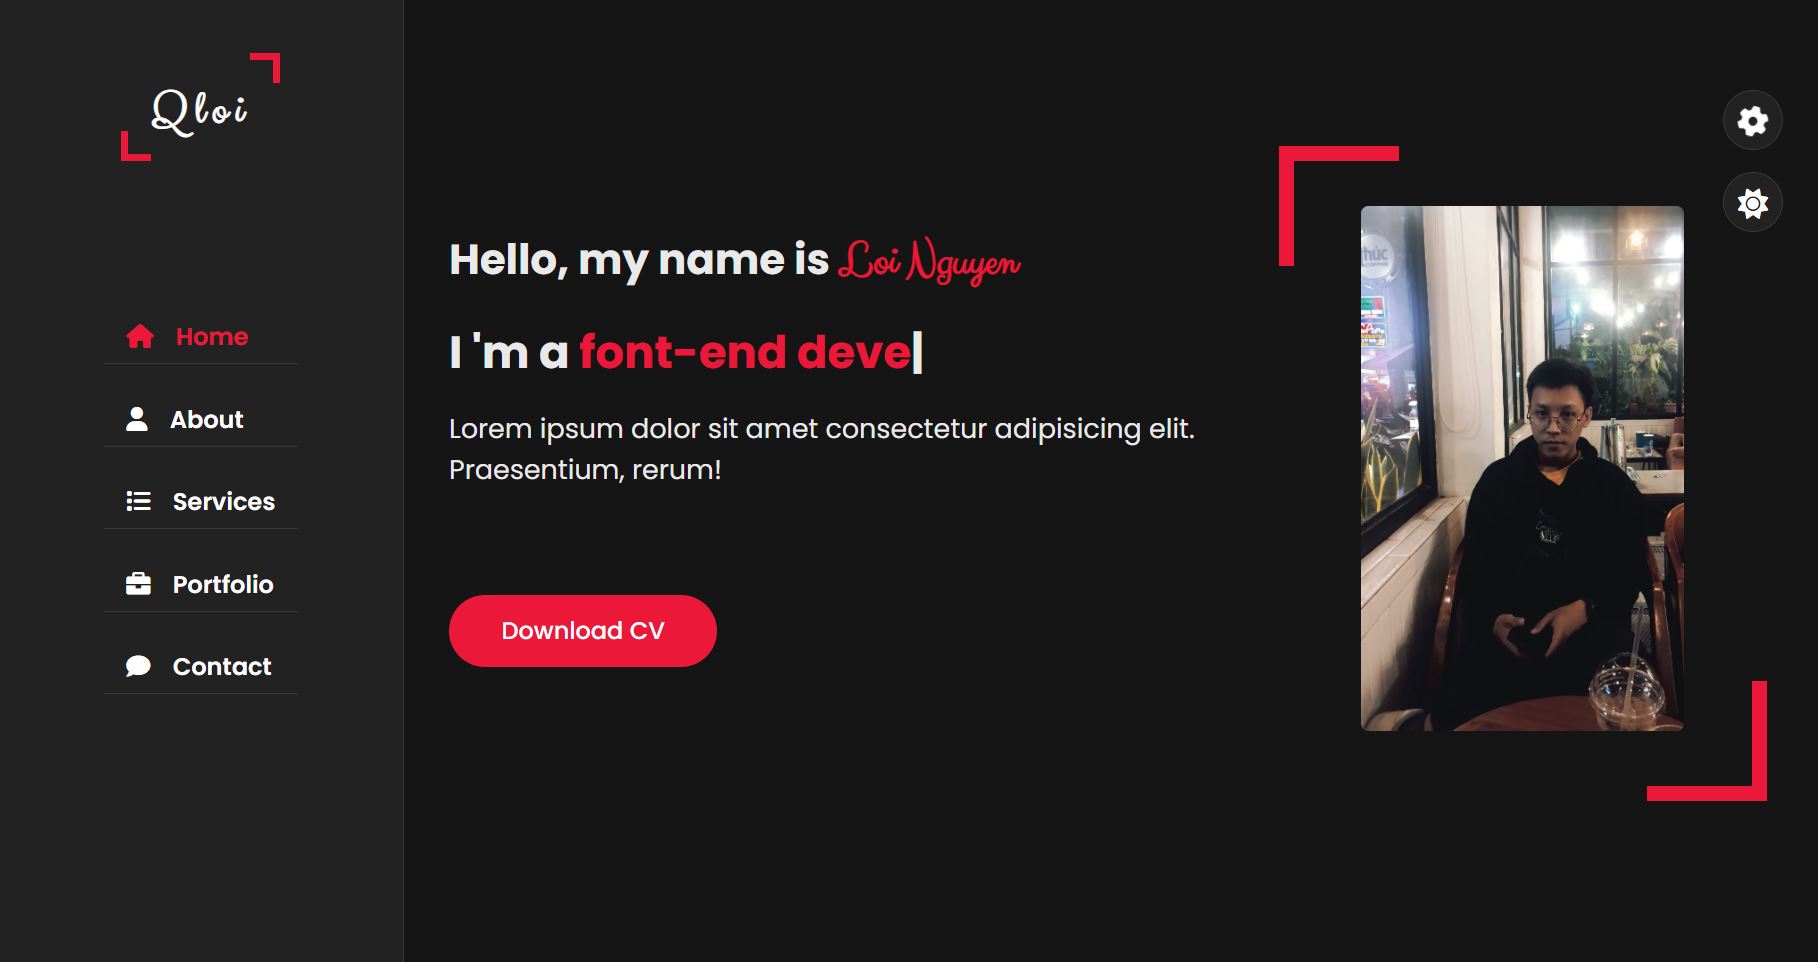 Qloi
Home
About
Services
Portfolio
Contact
Hello, my name is Loi Nguyen
I 'm a font-end deve|
Lorem ipsum dolor sit amet consectetur adipisicing elit.
Praesentium, rerum!
Download CV
húc